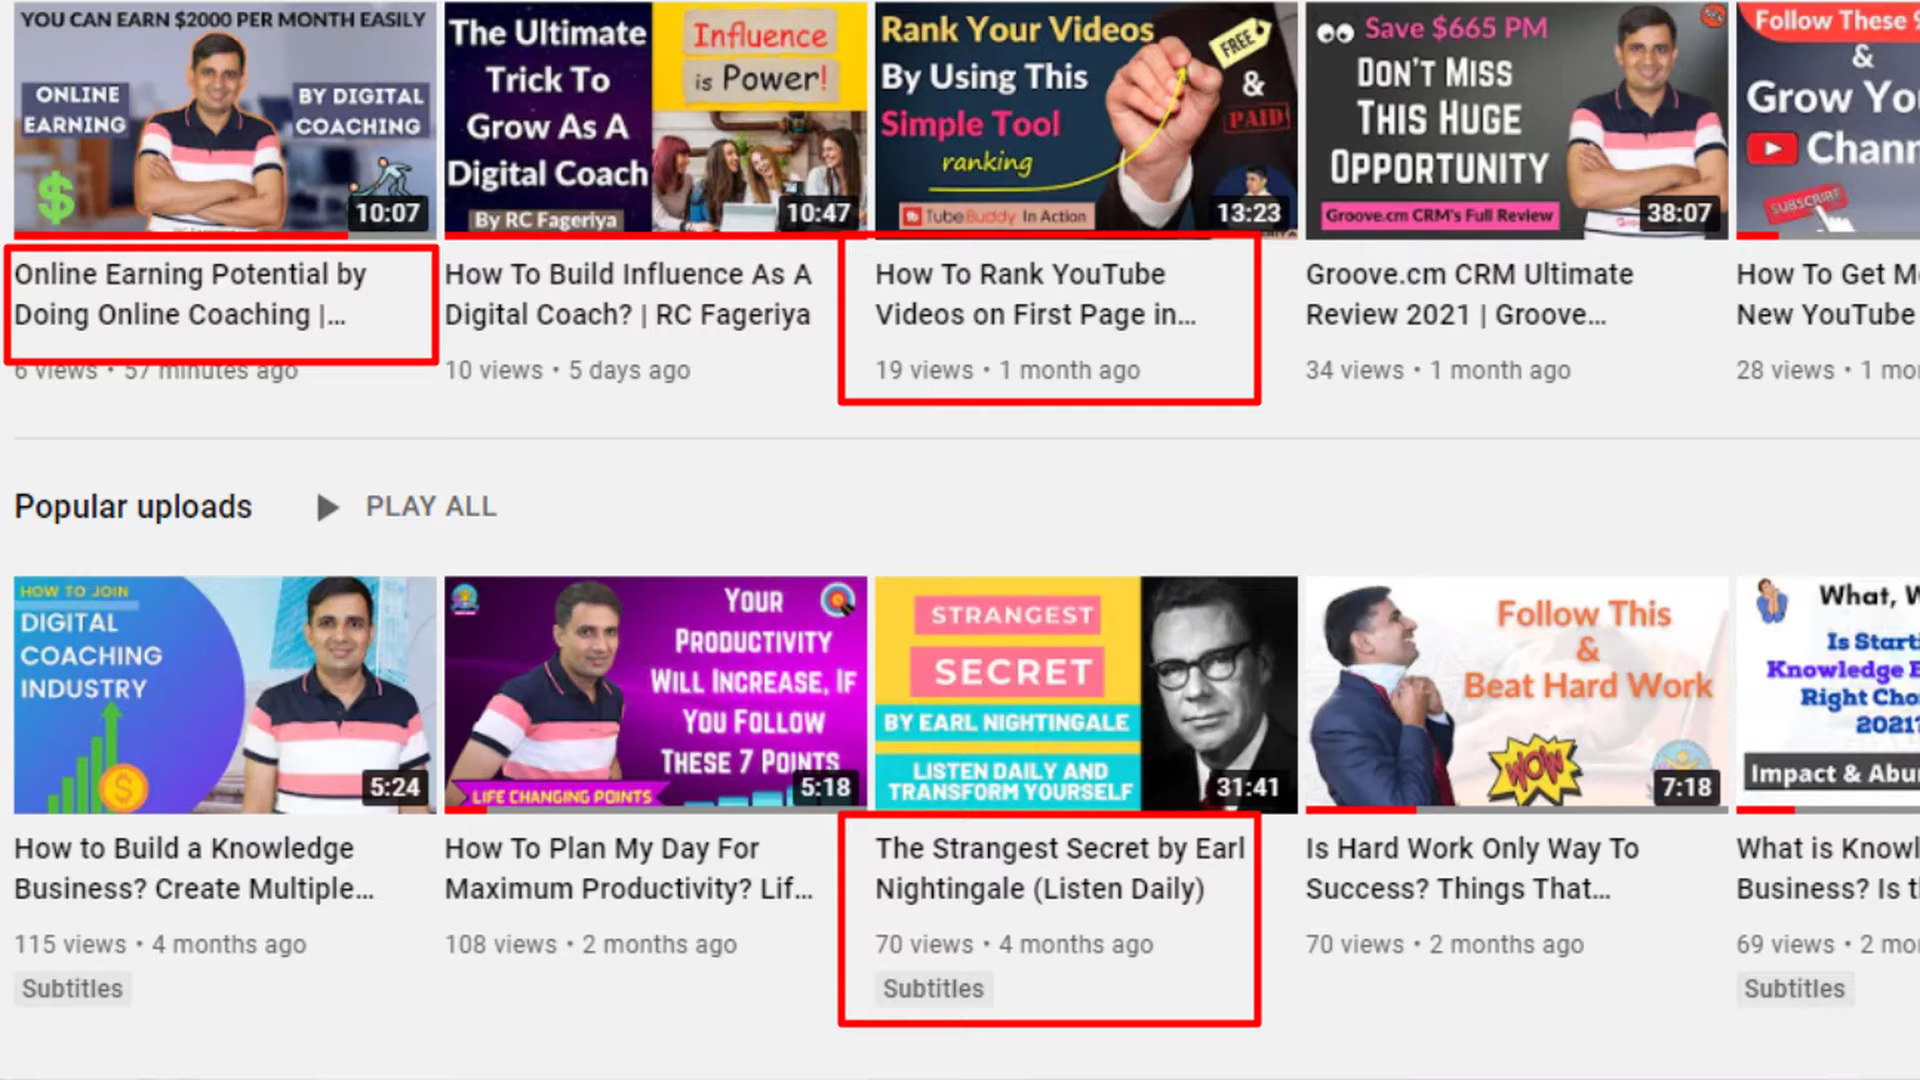 YOU CAN EARN $2000 PER MONTH EASILY
ONLINE
EARNING
BY DIGITAL
COACHING
10:07
Online Earning Potential by
Doing Online Coaching |...
6 views • 57 minutes ago
The Ultimate
Trick To
Grow As A
Digital Coach
By RC Fageriya
Influence
is Power!
10:47
How To Build Influence As A
Digital Coach? | RC Fageriya
10 views • 5 days ago
Rank Your Videos
By Using This
Simple Tool
ranking
TubeBuddy In Action
FREE
&
PAID
13:23
How To Rank YouTube
Videos on First Page in...
19 views • 1 month ago
Save $665 PM
DON'T MISS
THIS HUGE
OPPORTUNITY
Groove.cm CRM's Full Review
38:07
Groove.cm CRM Ultimate
Review 2021 | Groove...
34 views • 1 month ago
Follow These 9
&
Grow You
Chann
SUBSCRIBE
How To Get Mo
New YouTube
28 views • 1 mon
Popular uploads
PLAY ALL
HOW TO JOIN
DIGITAL
COACHING
INDUSTRY
5:24
How to Build a Knowledge
Business? Create Multiple...
115 views • 4 months ago
Subtitles
YOUR
PRODUCTIVITY
WILL INCREASE, IF
YOU FOLLOW
THESE 7 POINTS
LIFE CHANGING POINTS
5:18
How To Plan My Day For
Maximum Productivity? Lif...
108 views • 2 months ago
STRANGEST
SECRET
BY EARL NIGHTINGALE
LISTEN DAILY AND
TRANSFORM YOURSELF
31:41
The Strangest Secret by Earl
Nightingale (Listen Daily)
70 views • 4 months ago
Subtitles
Follow This
&
Beat Hard Work
WOW
7:18
Is Hard Work Only Way To
Success? Things That...
70 views • 2 months ago
What, W
Is Starti
Knowledge B
Right Cho
2021?
Impact & Abun
What is Knowl
Business? Is t
69 views • 2 mo
Subtitles